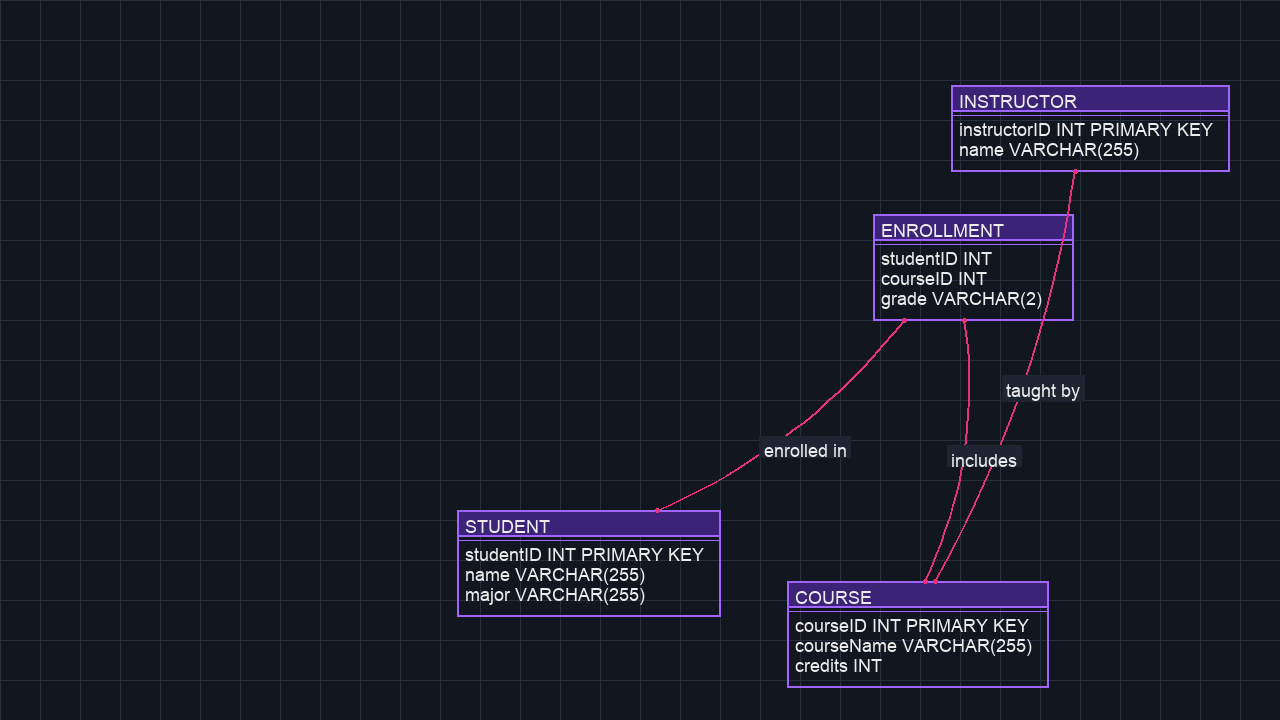 INSTRUCTOR
instructorID INT PRIMARY KEY
name VARCHAR(255)
ENROLLMENT
studentID INT
courseID INT
grade VARCHAR(2)
taught by
enrolled in
includes
STUDENT
studentID INT PRIMARY KEY
name VARCHAR(255)
major VARCHAR(255)
COURSE
courseID INT PRIMARY KEY
courseName VARCHAR(255)
credits INT